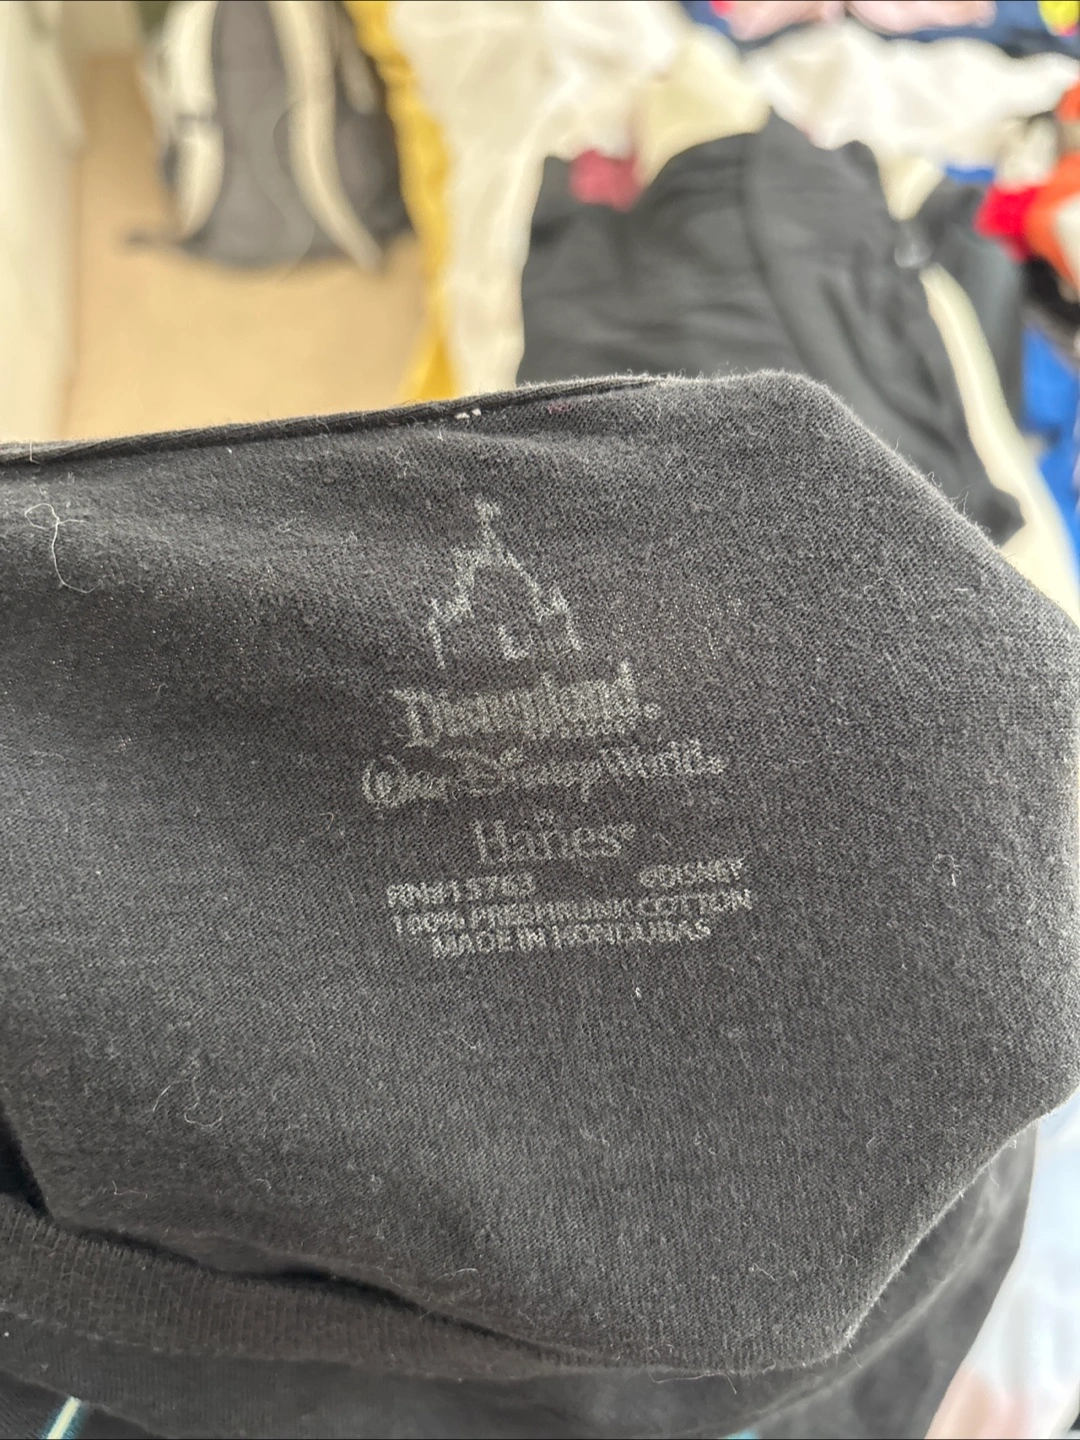 Disneyland®
Walt Disney World®
Hanes®
RN#15763 ©DISNEY
100% PRESHRUNK COTTON
MADE IN HONDURAS